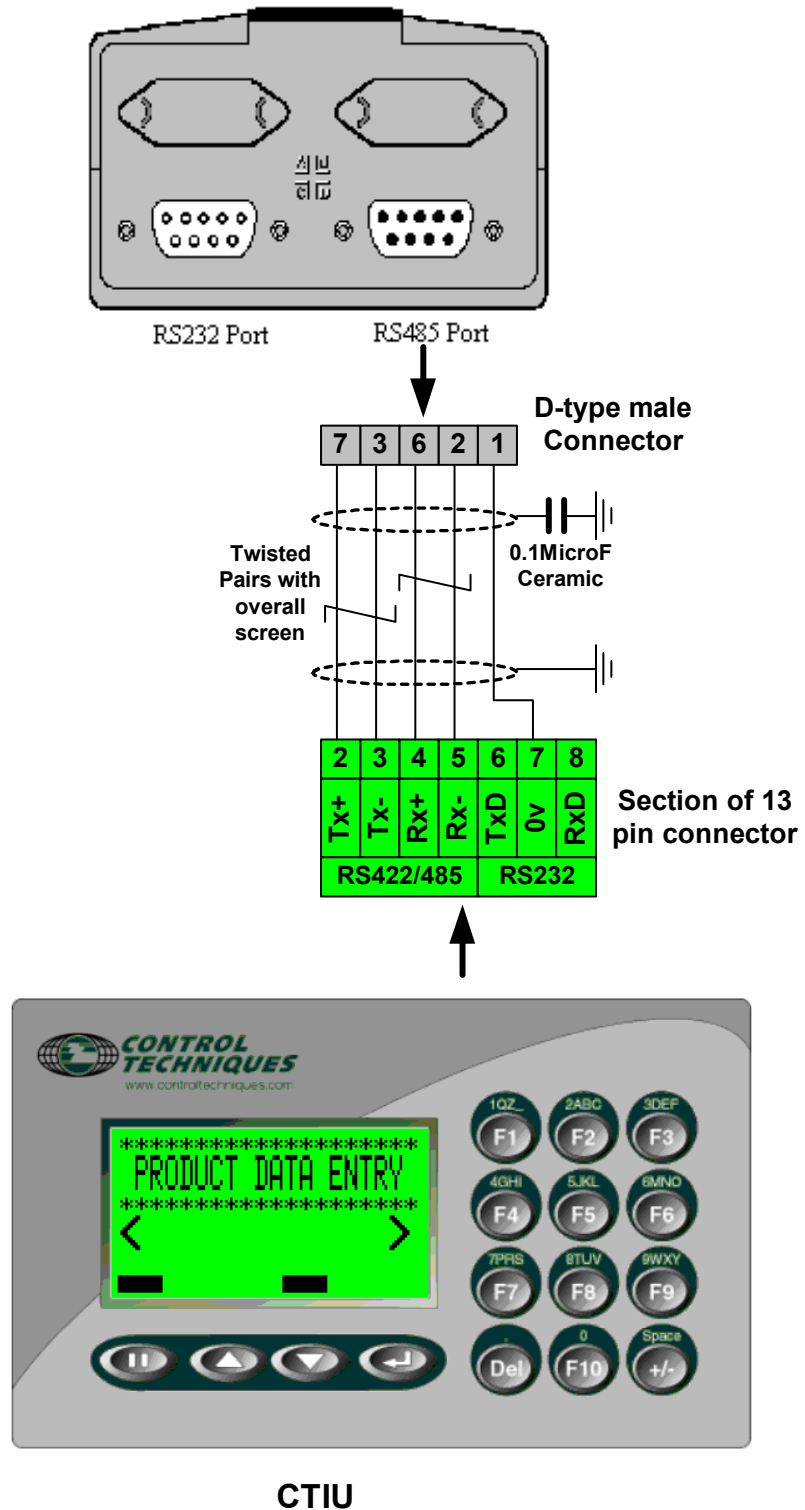 RS232 Port
RS485 Port
D-type male
Connector
7 3 6 2 1
0.1MicroF
Ceramic
Twisted
Pairs with
overall
screen
2 3 4 5 6 7 8
Tx+ Tx- Rx+ Rx- TxD 0v RxD
RS422/485 RS232
Section of 13
pin connector
CONTROL
TECHNIQUES
www.controltechniques.com
********************
PRODUCT DATA ENTRY
********************
< >
1QZ_ 2ABC 3DEF
F1 F2 F3
4GHI 5JKL 6MNO
F4 F5 F6
7PRS 8TUV 9WXY
F7 F8 F9
. 0 Space
Del F10 +/-
CTIU